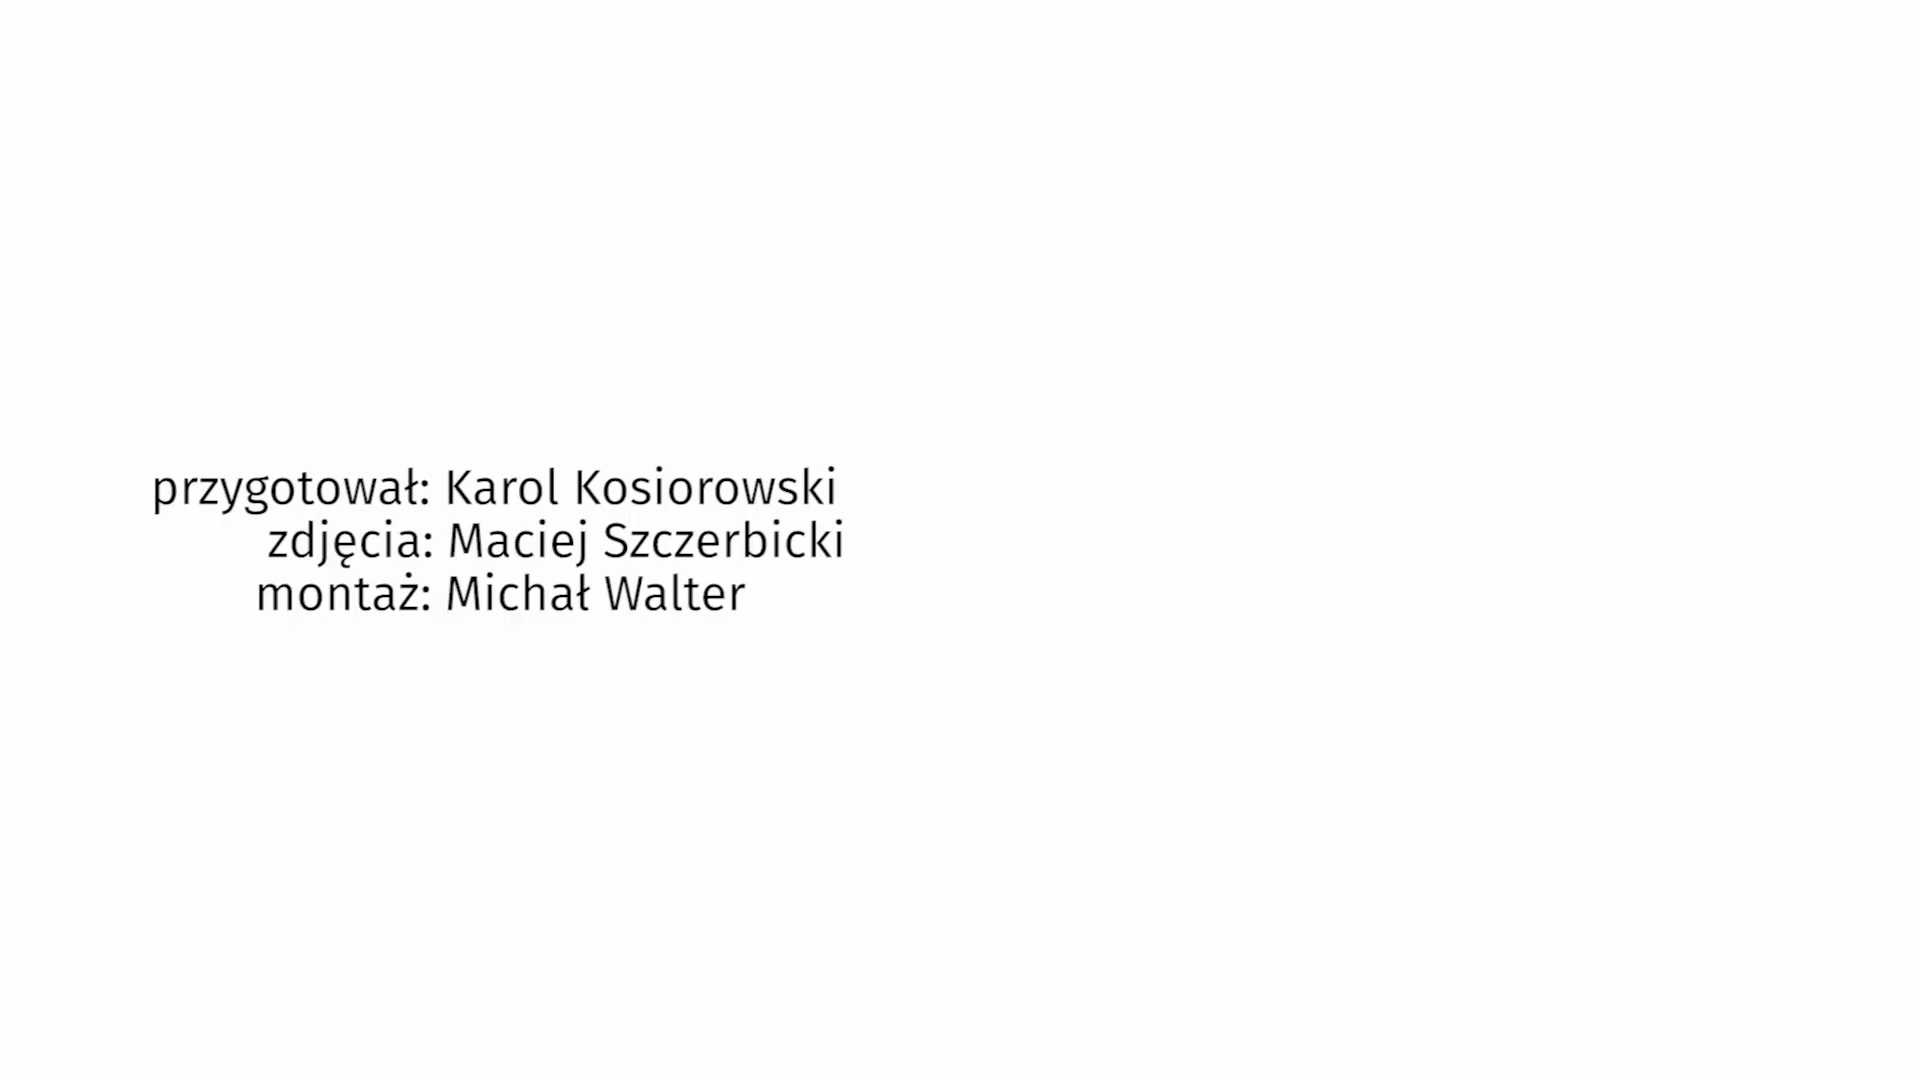 przygotował: Karol Kosiorowski
zdjęcia: Maciej Szczerbicki
montaż: Michał Walter